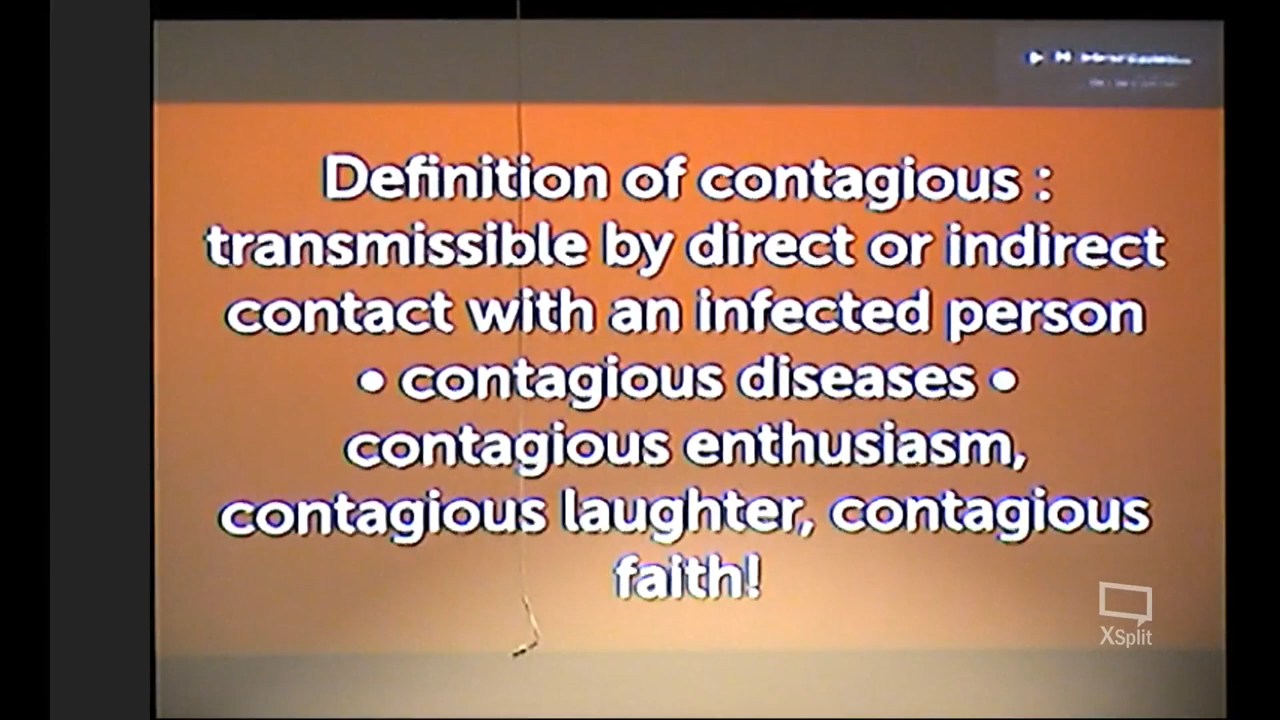 Definition of contagious :
transmissible by direct or indirect
contact with an infected person
• contagious diseases •
contagious enthusiasm,
contagious laughter, contagious
faith!
XSplit